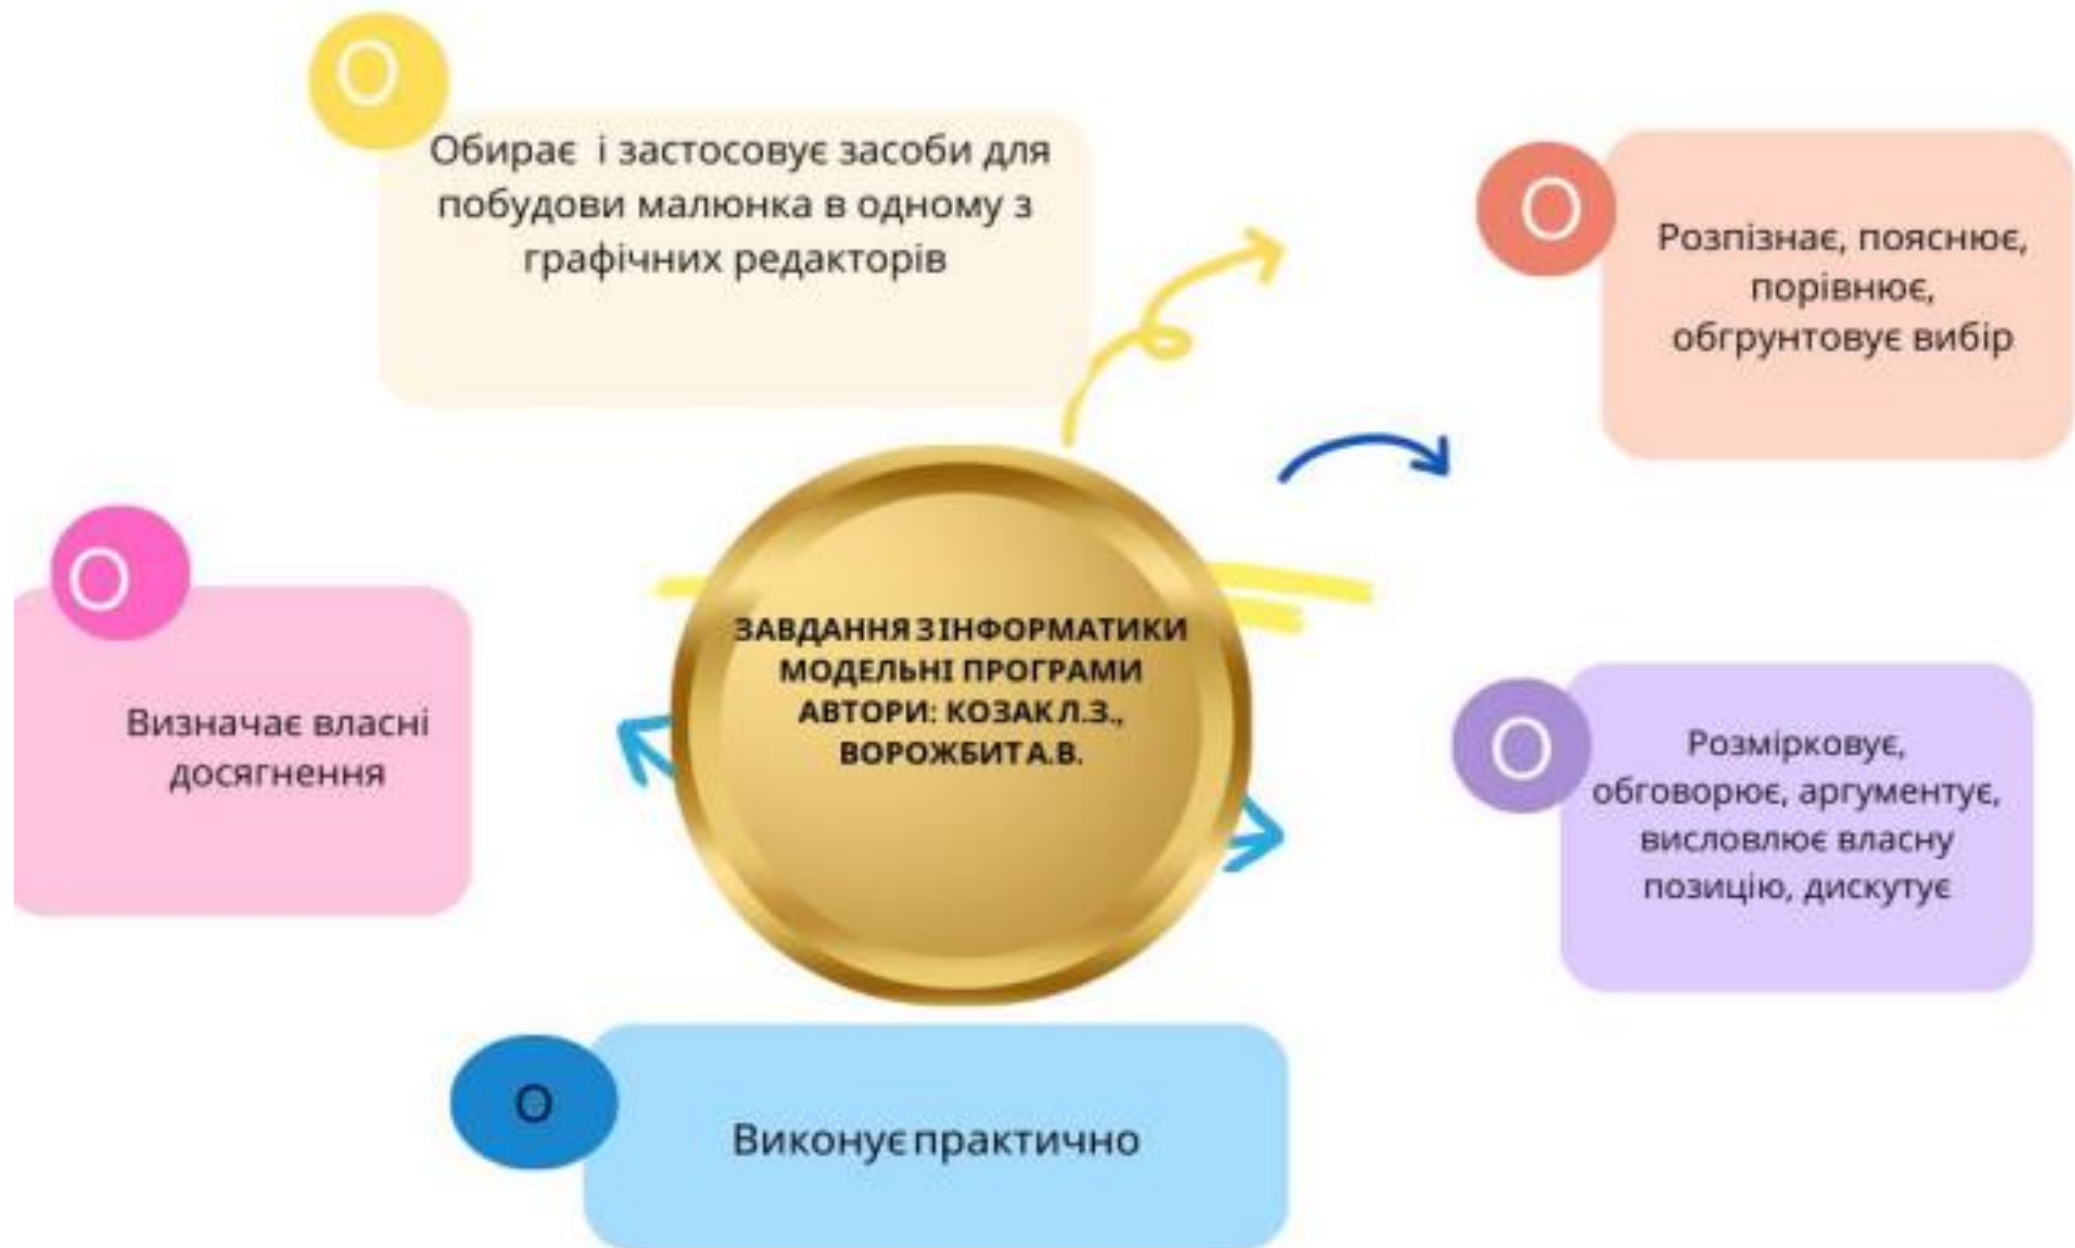 О
Обирає і застосовує засоби для
побудови малюнка в одному з
графічних редакторів
О
Розпізнає, пояснює,
порівнює,
обгрунтовує вибір
О
Визначає власні
досягнення
ЗАВДАННЯ З ІНФОРМАТИКИ
МОДЕЛЬНІ ПРОГРАМИ
АВТОРИ: КОЗАК Л.З.,
ВОРОЖБИТ А.В.
О
Розмірковує,
обговорює, аргументує,
висловлює власну
позицію, дискутує
О
Виконує практично